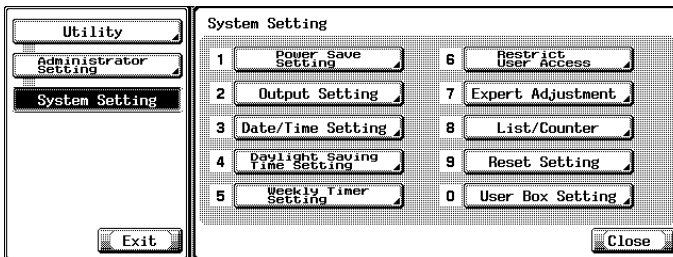 Utility
Administrator
Setting
System Setting
Exit
System Setting
1 Power Save
Setting
2 Output Setting
3 Date/Time Setting
4 Daylight Saving
Time Setting
5 Weekly Timer
Setting
6 Restrict
User Access
7 Expert Adjustment
8 List/Counter
9 Reset Setting
0 User Box Setting
Close